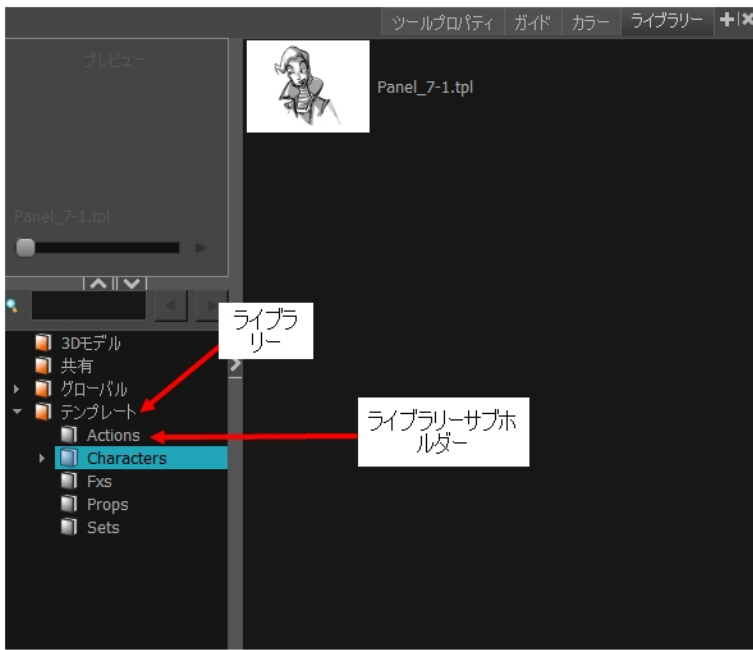 ツールプロパティ ガイド カラー ライブラリー
プレビュー
Panel_7-1.tpl
Panel_7-1.tpl
ライブラ
リー
3Dモデル
共有
グローバル
テンプレート
ライブラリーサブホ
ルダー
Actions
Characters
Fxs
Props
Sets